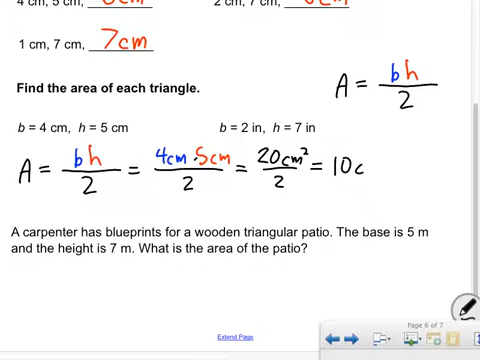 4 cm, 5 cm,
2 cm, 7 cm,
1 cm, 7 cm, 7cm
Find the area of each triangle.
A = bh/2
b = 4 cm, h = 5 cm
b = 2 in, h = 7 in
A = bh/2 = 4cm·5cm/2 = 20cm²/2 = 10c
A carpenter has blueprints for a wooden triangular patio. The base is 5 m
and the height is 7 m. What is the area of the patio?
Extend Page
Page 6 of 7